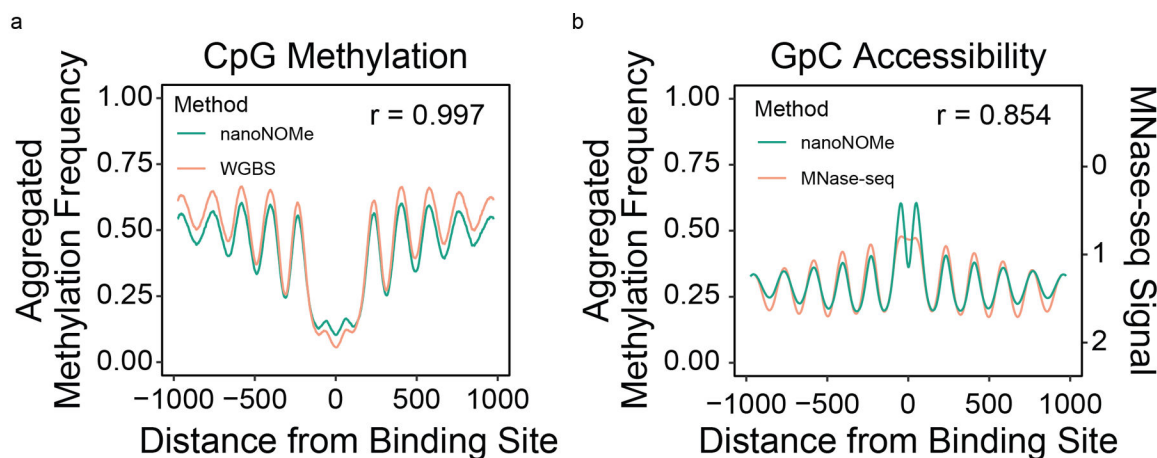 a
CpG Methylation
Aggregated
Methylation Frequency
1.00
0.75
0.50
0.25
0.00
Method
nanoNOMe
WGBS
r = 0.997
−1000
−500
0
500
1000
Distance from Binding Site
b
GpC Accessibility
Aggregated
Methylation Frequency
1.00
0.75
0.50
0.25
0.00
Method
nanoNOMe
MNase-seq
r = 0.854
0
1
2
MNase-seq Signal
−1000
−500
0
500
1000
Distance from Binding Site